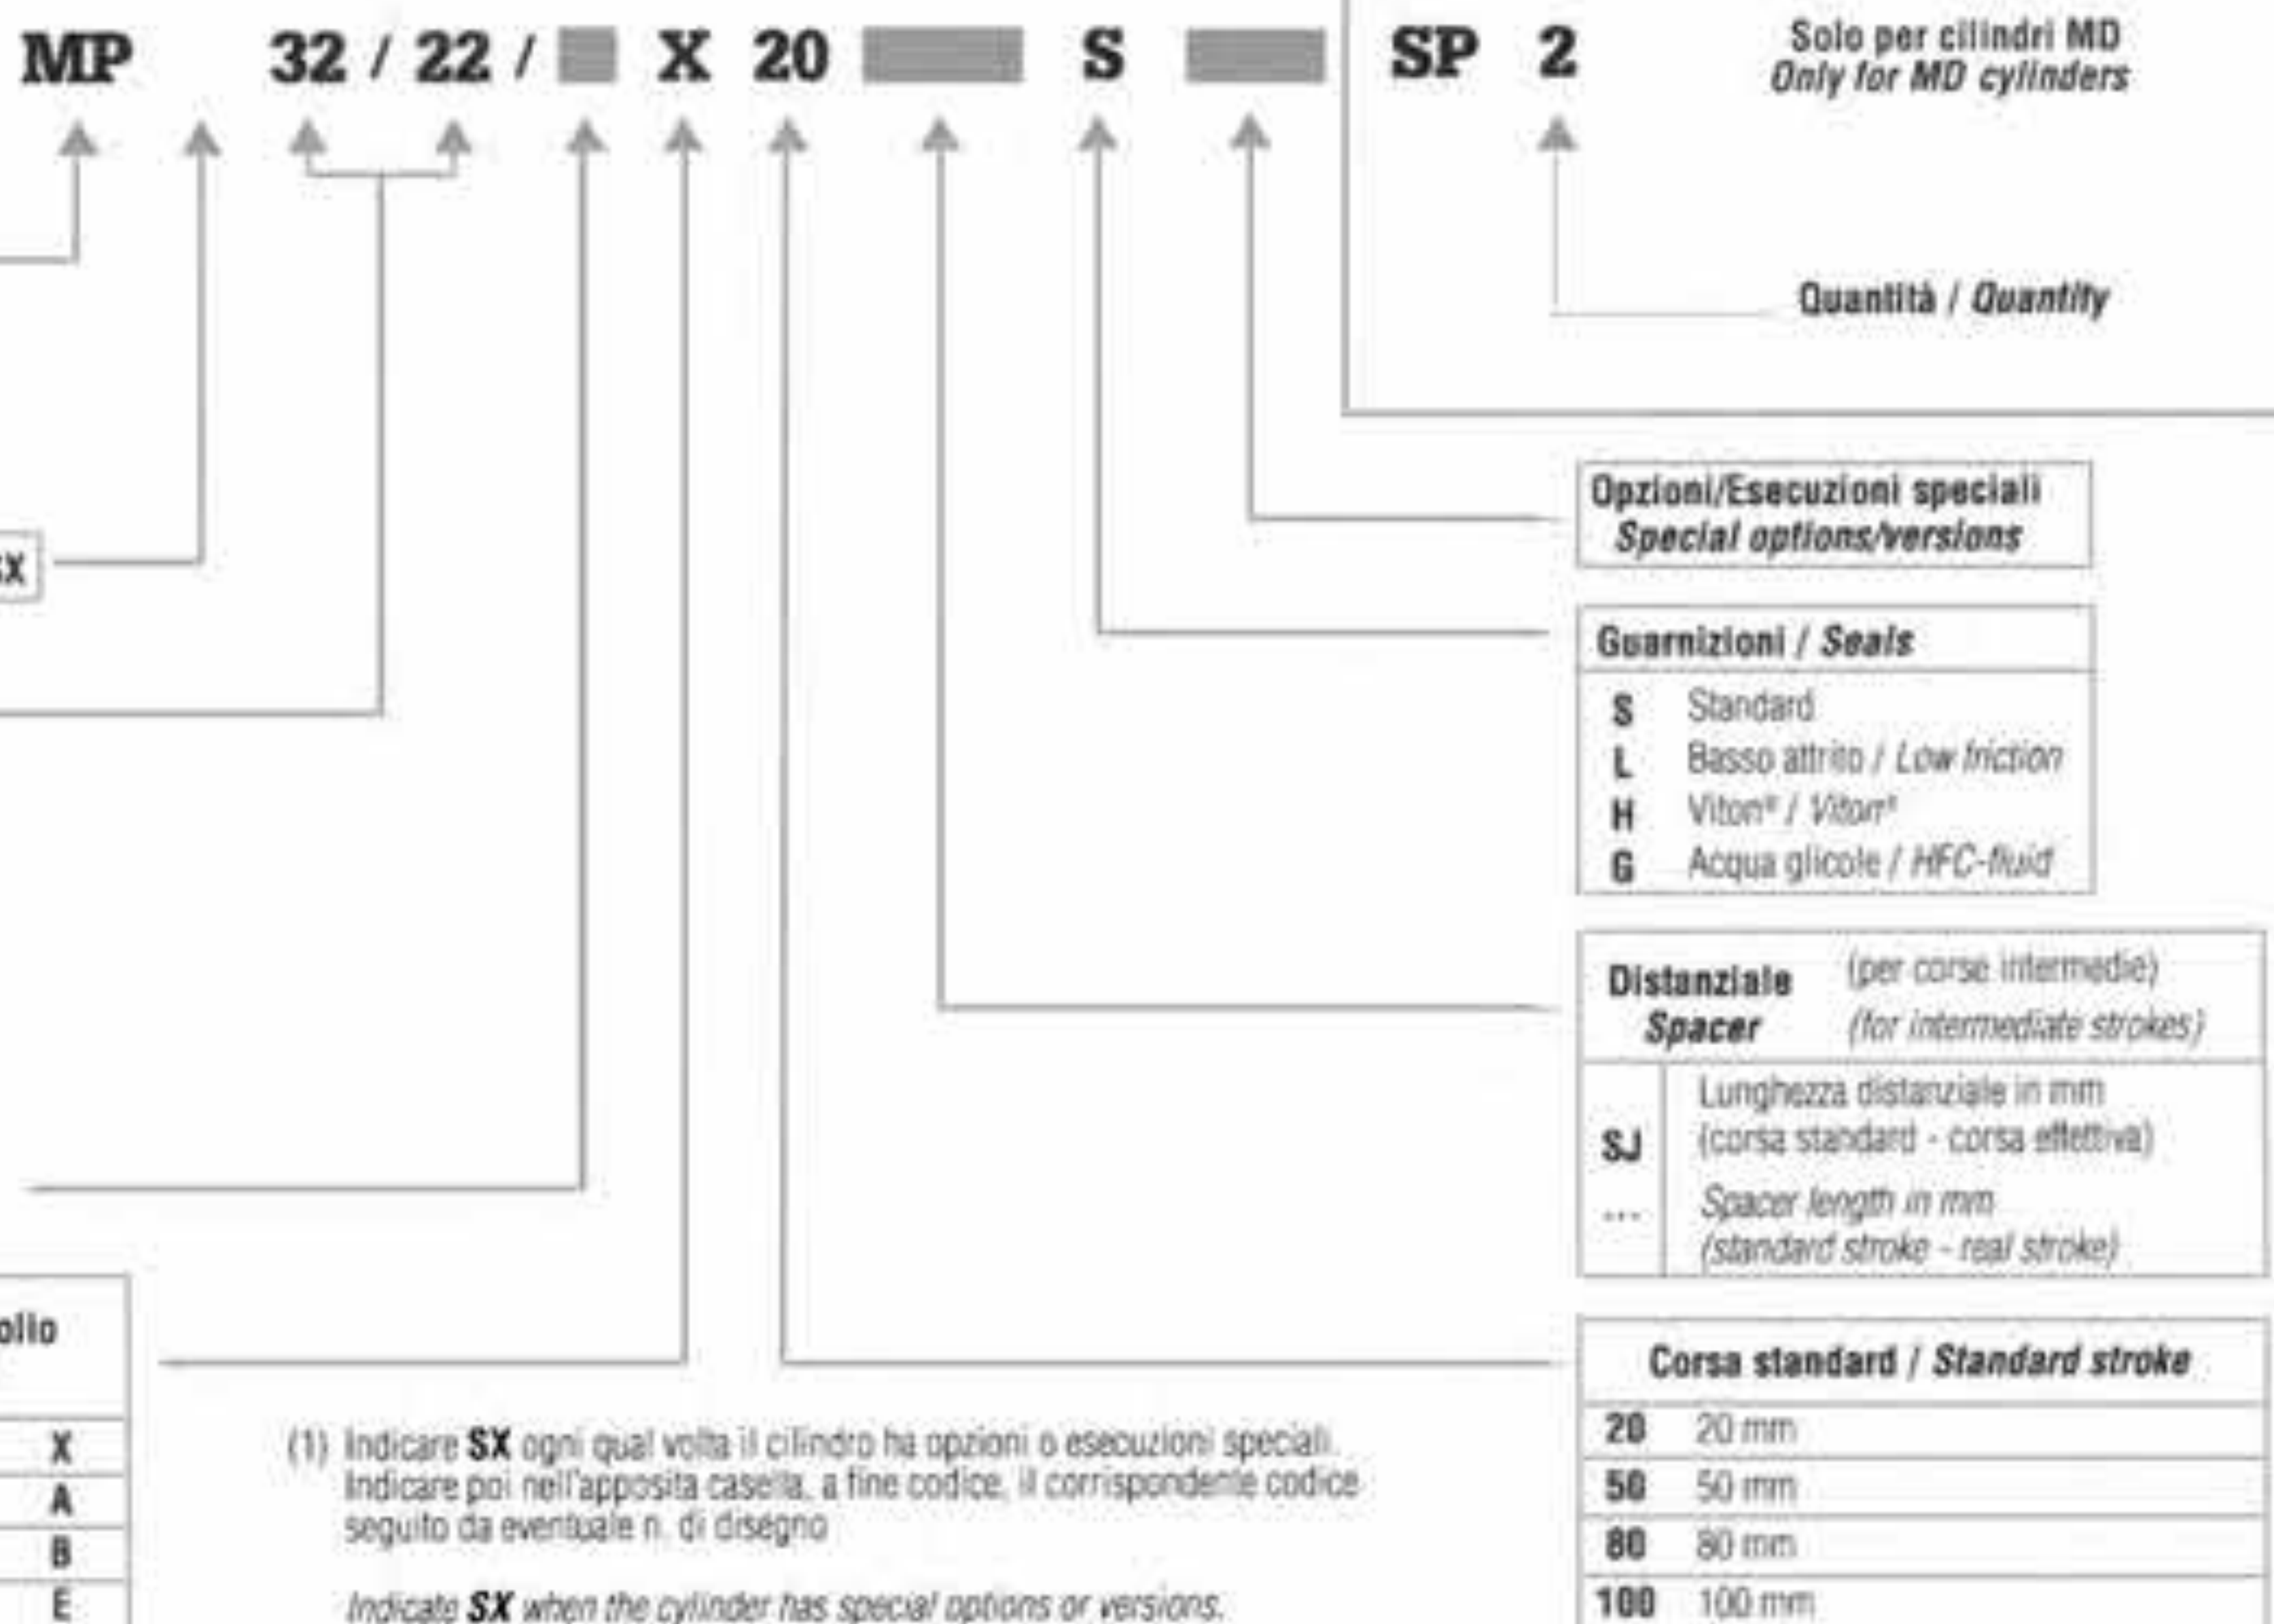 MP 32 / 22 / X 20 S SP 2
Solo per cilindri MD
Only for MD cylinders
Quantità / Quantity
Opzioni/Esecuzioni speciali
Special options/versions
SX
Guarnizioni / Seals
S Standard
L Basso attrito / Low friction
H Viton® / Viton®
G Acqua glicole / HFC-fluid
Distanziale (per corse intermedie)
Spacer (for intermediate strokes)
Lunghezza distanziale in mm
SJ (corsa standard - corsa effettiva)
... Spacer length in mm
(standard stroke - real stroke)
olio
X
A
B
E
Corsa standard / Standard stroke
20 20 mm
50 50 mm
80 80 mm
100 100 mm
(1) Indicare SX ogni qual volta il cilindro ha opzioni o esecuzioni speciali.
Indicare poi nell'apposita casella, a fine codice, il corrispondente codice
seguito da eventuale n. di disegno
Indicate SX when the cylinder has special options or versions.